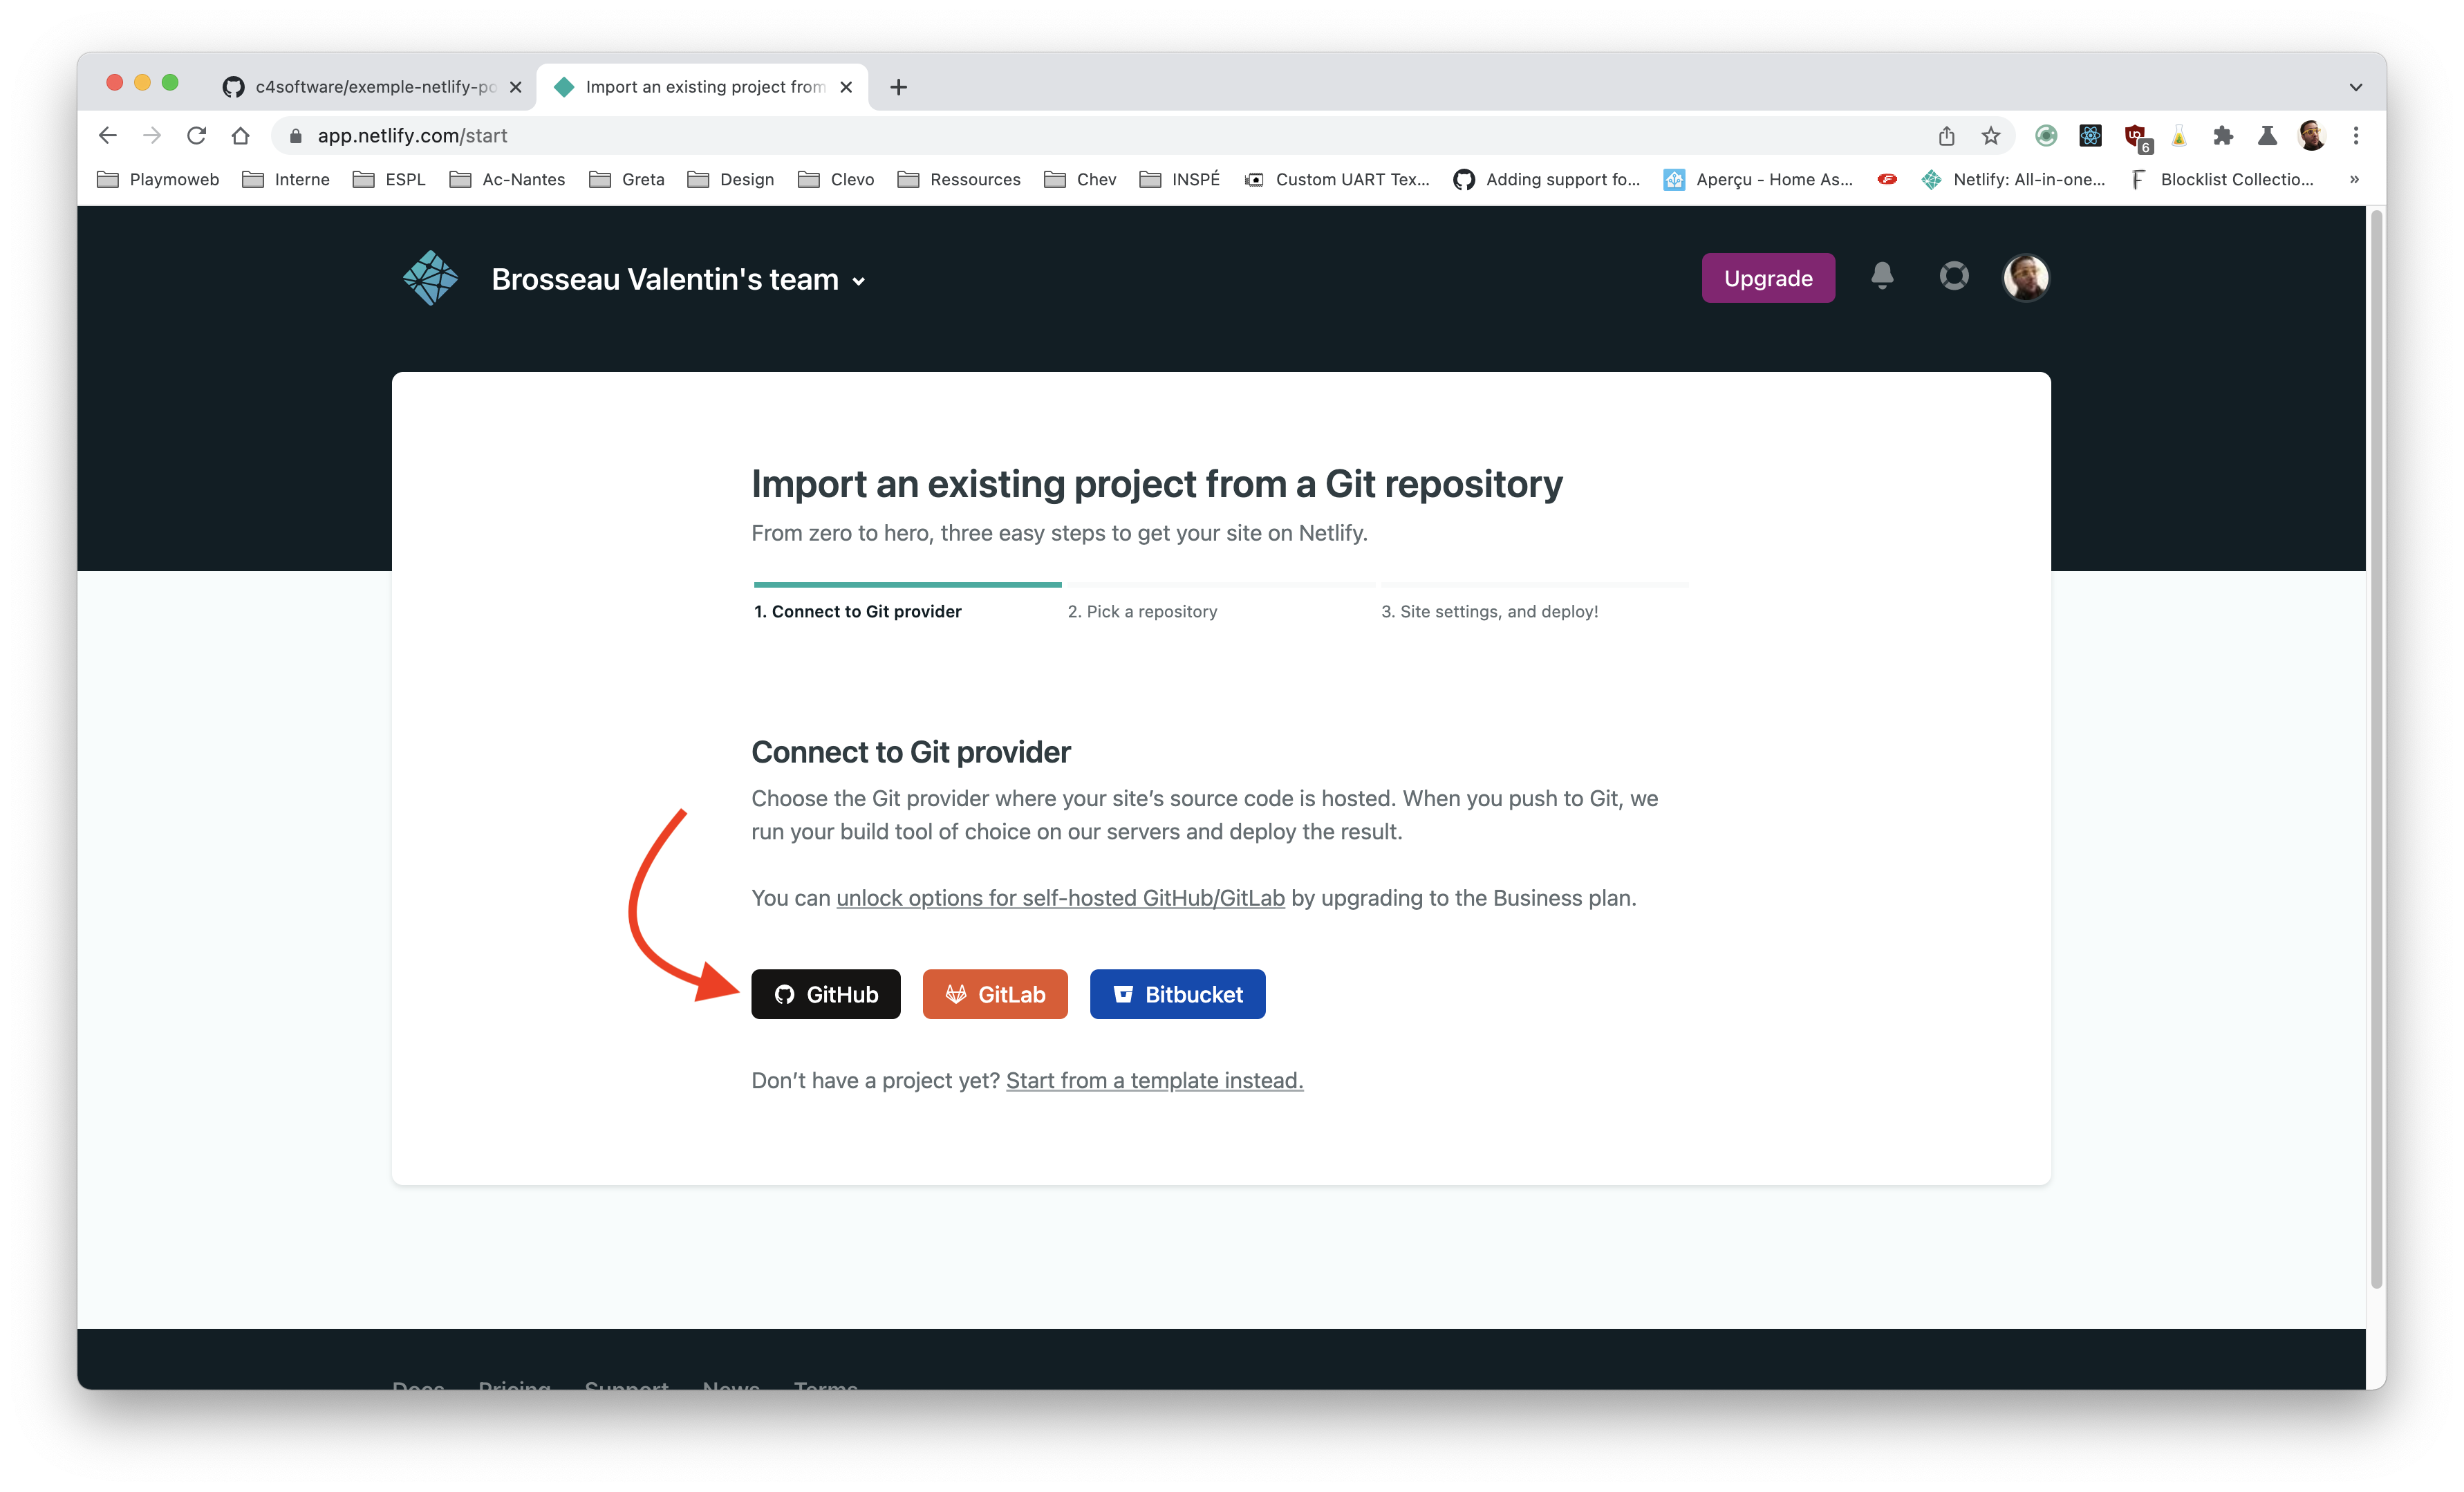 c4software/exemple-netlify-po
Import an existing project from
app.netlify.com/start
6
Playmoweb Interne ESPL Ac-Nantes Greta Design Clevo Ressources Chev INSPÉ Custom UART Tex... Adding support fo... Aperçu - Home As... Netlify: All-in-one... Blocklist Collectio... »
Brosseau Valentin's team
Upgrade
Import an existing project from a Git repository
From zero to hero, three easy steps to get your site on Netlify.
1. Connect to Git provider 2. Pick a repository 3. Site settings, and deploy!
Connect to Git provider
Choose the Git provider where your site’s source code is hosted. When you push to Git, we
run your build tool of choice on our servers and deploy the result.
You can unlock options for self-hosted GitHub/GitLab by upgrading to the Business plan.
GitHub GitLab Bitbucket
Don’t have a project yet? Start from a template instead.
Docs Pricing Support News Terms